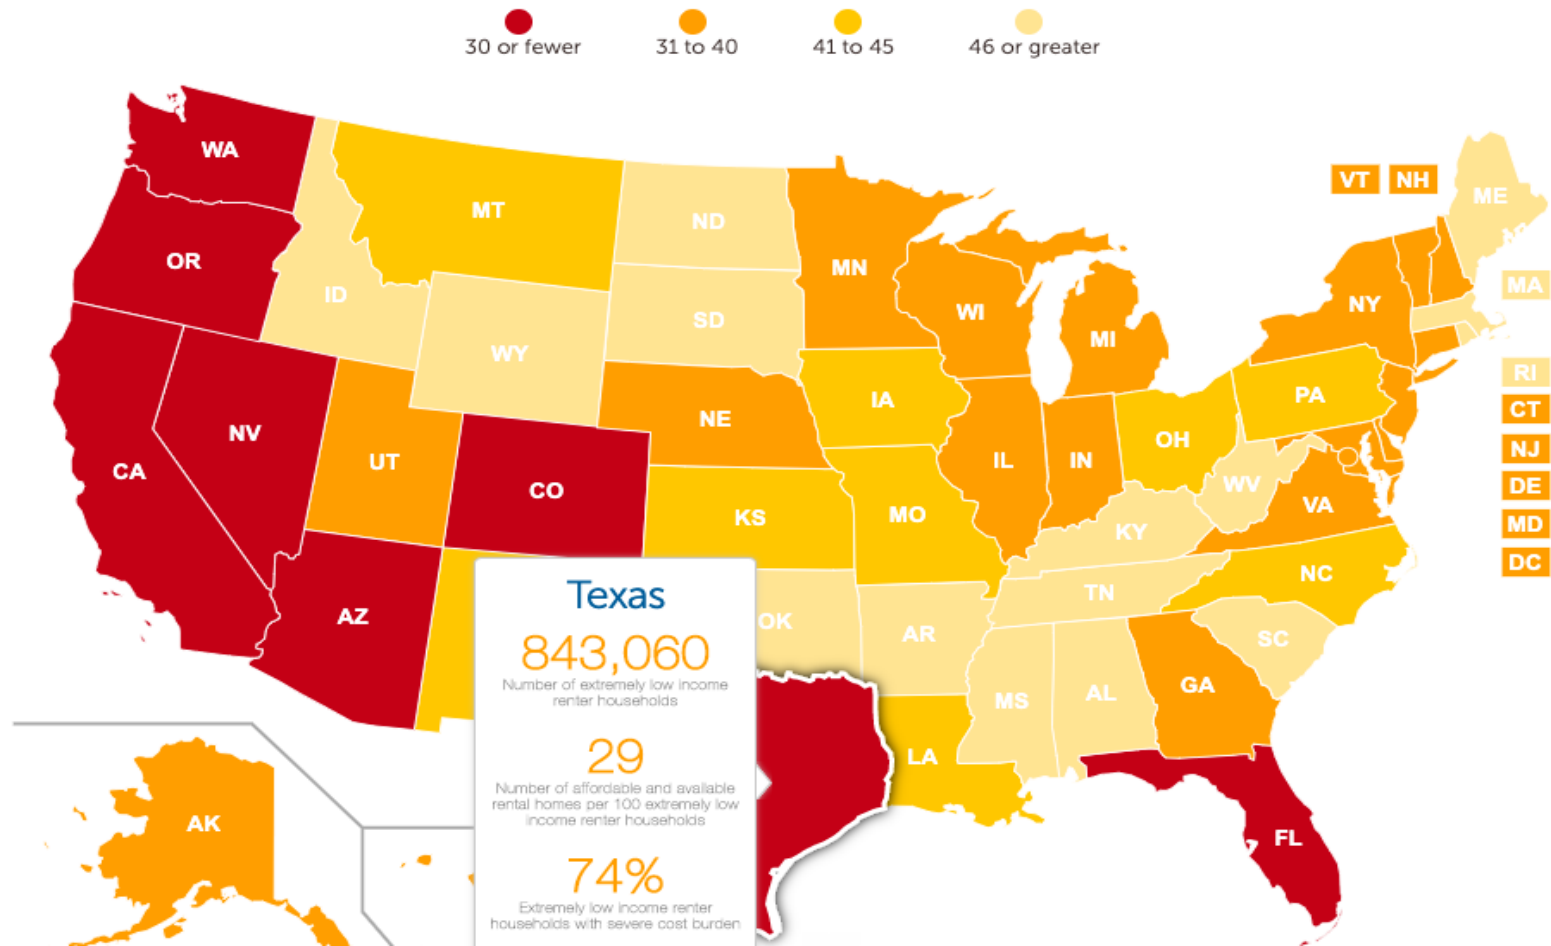 30 or fewer
31 to 40
41 to 45
46 or greater
WA
OR
CA
NV
ID
MT
WY
UT
CO
AZ
ND
SD
NE
KS
OK
MN
IA
MO
AR
LA
WI
IL
MI
IN
OH
KY
TN
MS
AL
GA
FL
SC
NC
VA
WV
PA
NY
VT
NH
ME
MA
RI
CT
NJ
DE
MD
DC
AK
Texas
843,060
Number of extremely low income
renter households
29
Number of affordable and available
rental homes per 100 extremely low
income renter households
74%
Extremely low income renter
households with severe cost burden